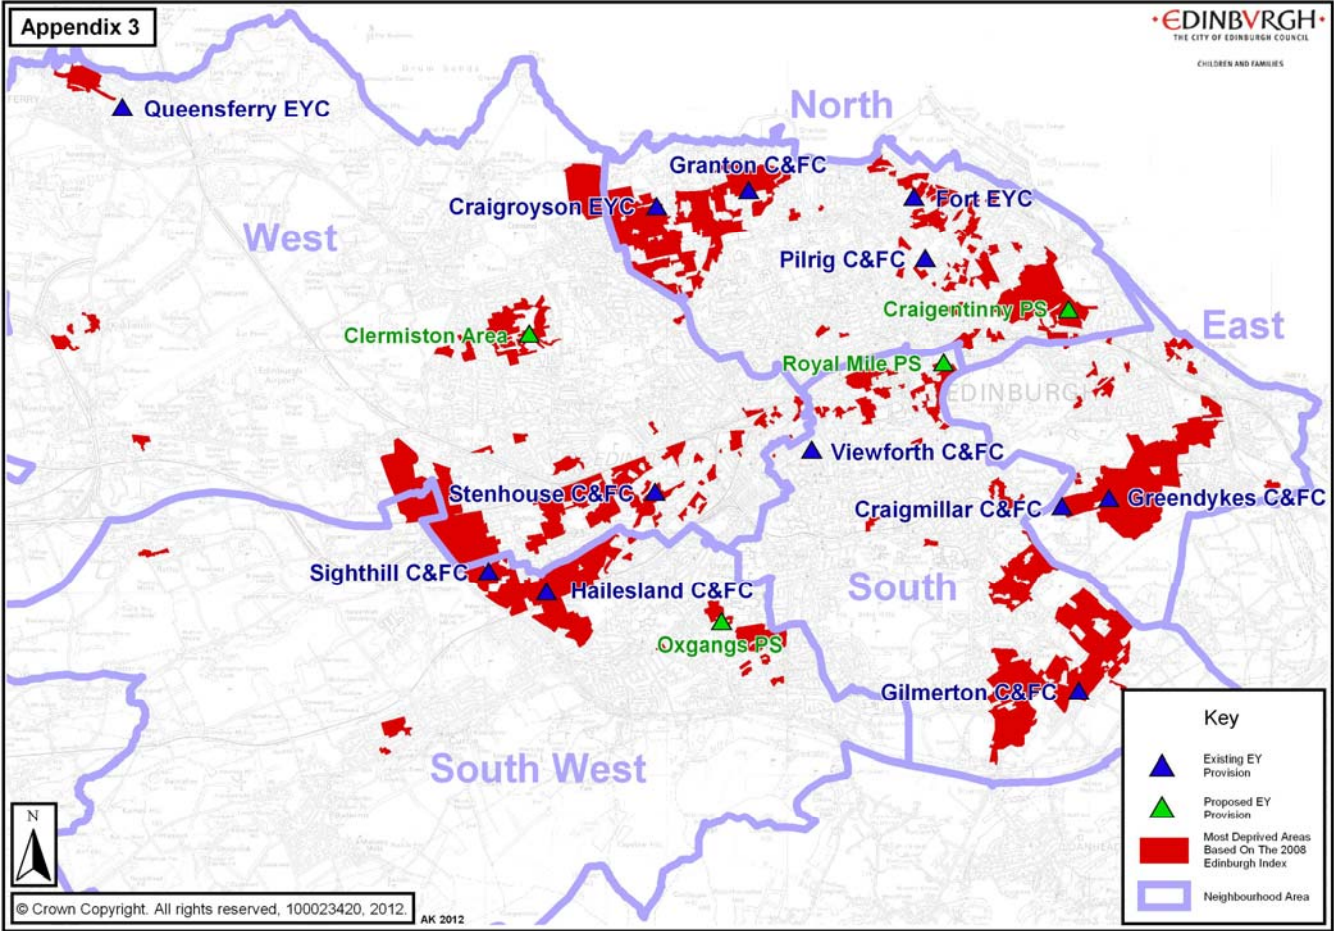 Appendix 3
·EDINBVRGH·
THE CITY OF EDINBURGH COUNCIL
CHILDREN AND FAMILIES
Queensferry EYC
North
Granton C&FC
Craigroyson EYC
Fort EYC
West
Pilrig C&FC
Craigentinny PS
East
Clermiston Area
Royal Mile PS
EDINBURGH
Viewforth C&FC
Stenhouse C&FC
Craigmillar C&FC
Greendykes C&FC
Sighthill C&FC
Hailesland C&FC
South
Oxgangs PS
Gilmerton C&FC
South West
Key
Existing EY
Provision
Proposed EY
Provision
Most Deprived Areas
Based On The 2008
Edinburgh Index
Neighbourhood Area
N
© Crown Copyright. All rights reserved, 100023420, 2012.
AK 2012